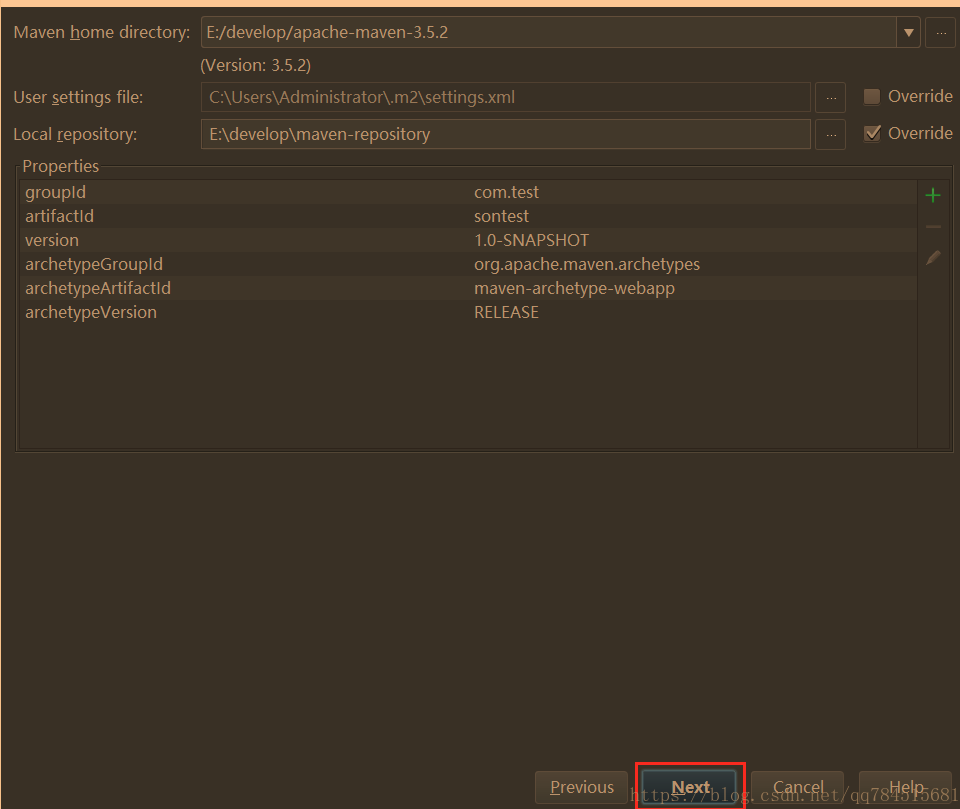 Maven home directory: E:/develop/apache-maven-3.5.2 ...
(Version: 3.5.2)
User settings file: C:\Users\Administrator\.m2\settings.xml ... Override
Local repository: E:\develop\maven-repository ... Override
Properties
groupId com.test
artifactId sontest
version 1.0-SNAPSHOT
archetypeGroupId org.apache.maven.archetypes
archetypeArtifactId maven-archetype-webapp
archetypeVersion RELEASE
Previous Next Cancel Help
https://blog.csdn.net/qq784515681